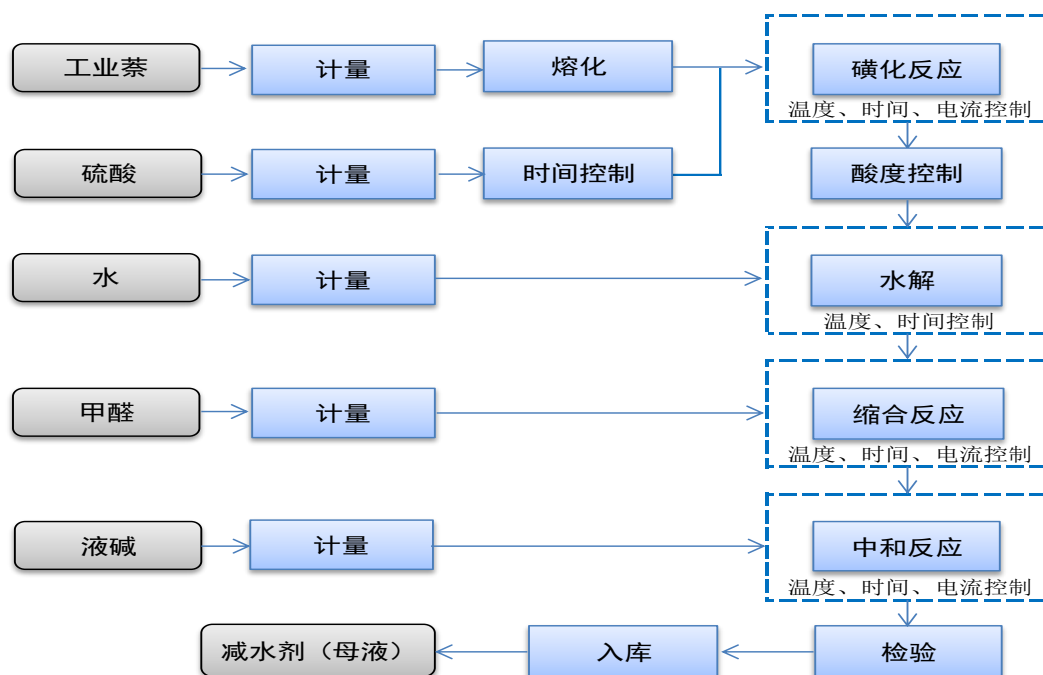 工业萘
计量
熔化
磺化反应
温度、时间、电流控制
硫酸
计量
时间控制
酸度控制
水
计量
水解
温度、时间控制
甲醛
计量
缩合反应
温度、时间、电流控制
液碱
计量
中和反应
温度、时间、电流控制
减水剂（母液）
入库
检验